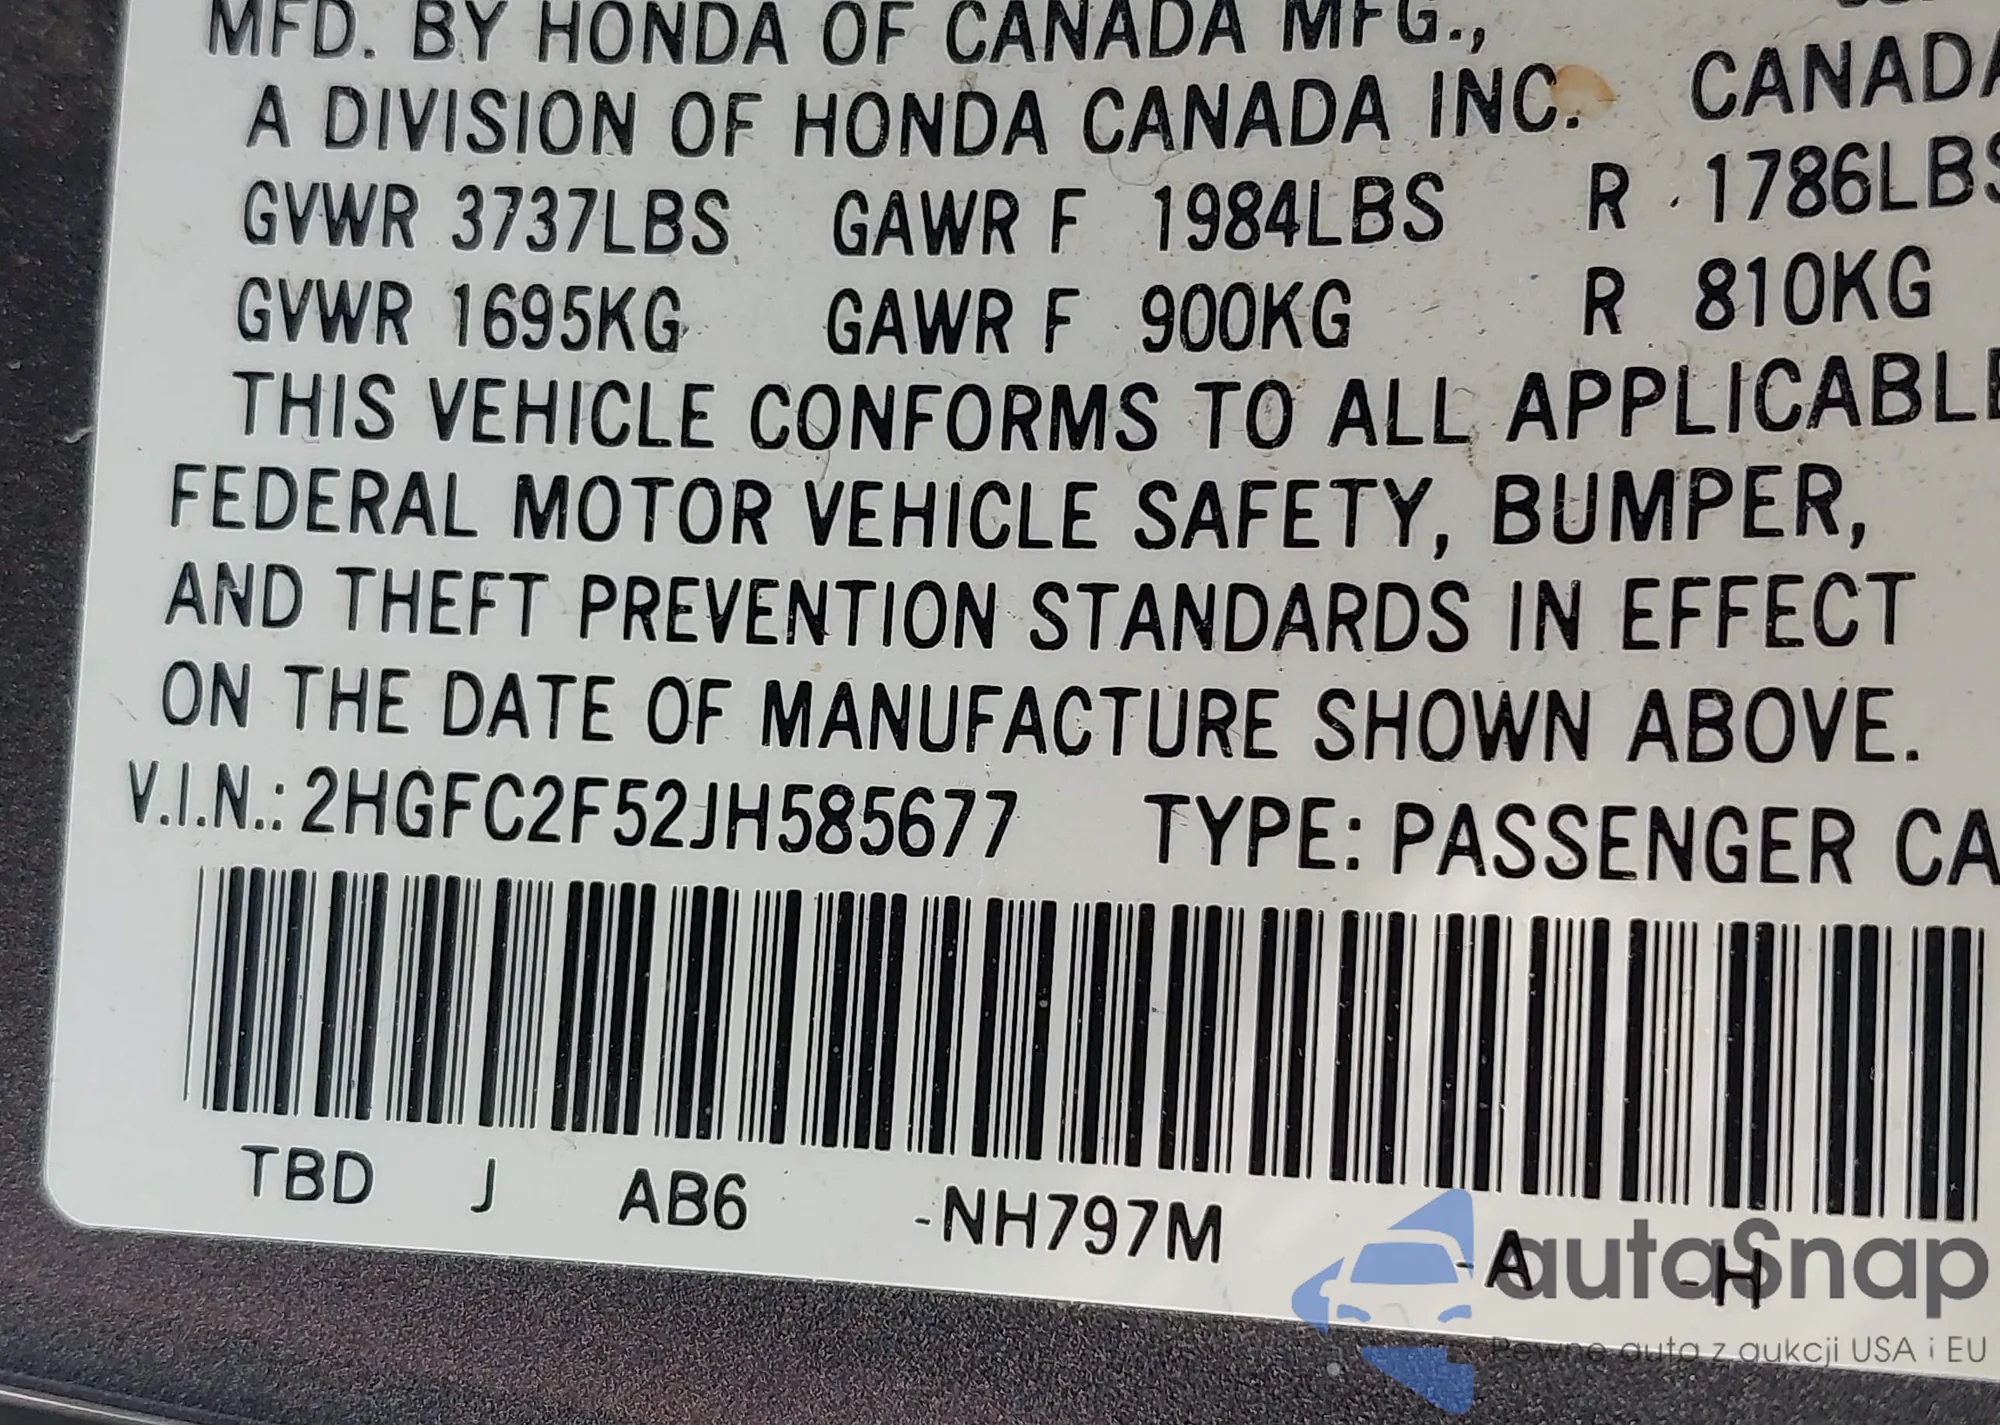 MFD. BY HONDA OF CANADA MFG.,
A DIVISION OF HONDA CANADA INC. CANADA
GVWR 3737LBS GAWR F 1984LBS R 1786LBS
GVWR 1695KG GAWR F 900KG R 810KG
THIS VEHICLE CONFORMS TO ALL APPLICABLE
FEDERAL MOTOR VEHICLE SAFETY, BUMPER,
AND THEFT PREVENTION STANDARDS IN EFFECT
ON THE DATE OF MANUFACTURE SHOWN ABOVE.
V.I.N.: 2HGFC2F52JH585677 TYPE: PASSENGER CA
TBD J AB6 -NH797M -A -H
autoSnap
Pewne auta z aukcji USA i EU